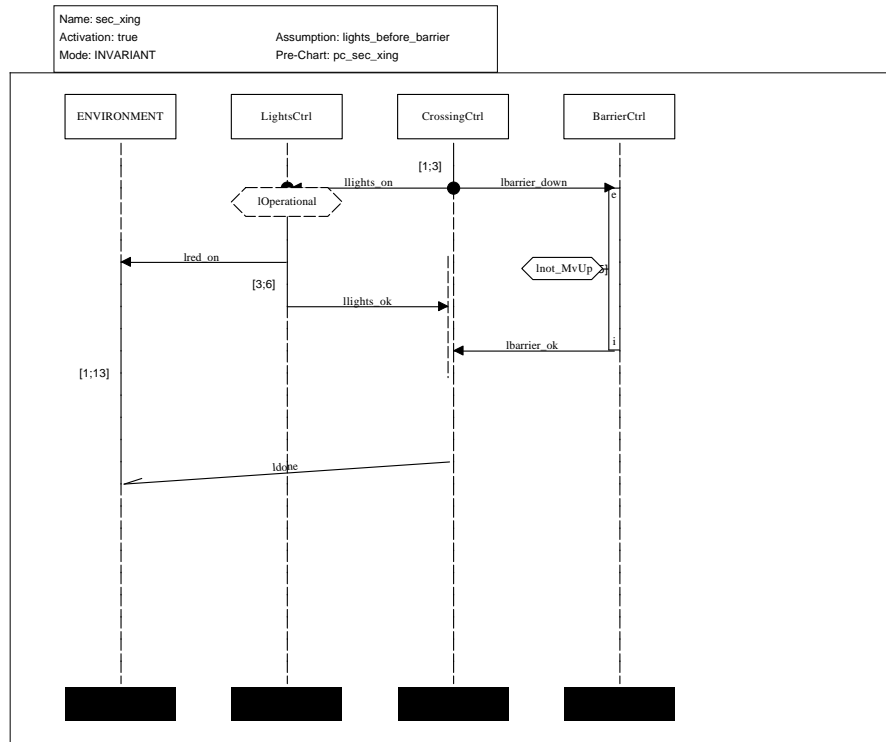 Name: sec_xing
Activation: true Assumption: lights_before_barrier
Mode: INVARIANT Pre-Chart: pc_sec_xing
ENVIRONMENT LightsCtrl CrossingCtrl BarrierCtrl
[1;3]
llights_on lbarrier_down
e
lOperational
lred_on
lnot_MvUp
[3;6]
llights_ok
i
lbarrier_ok
[1;13]
ldone